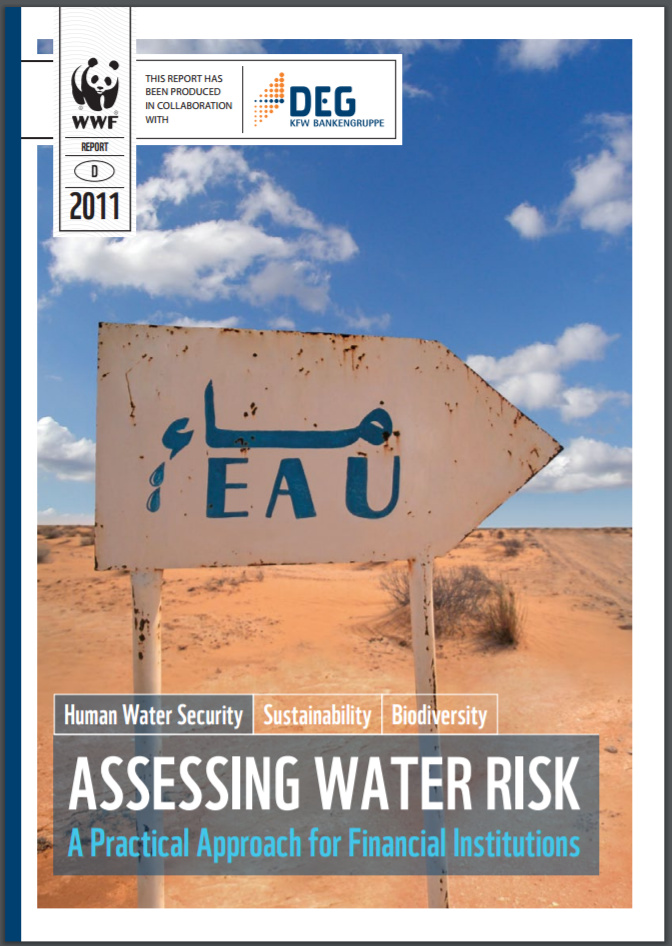 WWF
REPORT
D
2011
THIS REPORT HAS
BEEN PRODUCED
IN COLLABORATION
WITH
DEG
KFW BANKENGRUPPE
ماء
EAU
Human Water Security
Sustainability
Biodiversity
ASSESSING WATER RISK
A Practical Approach for Financial Institutions